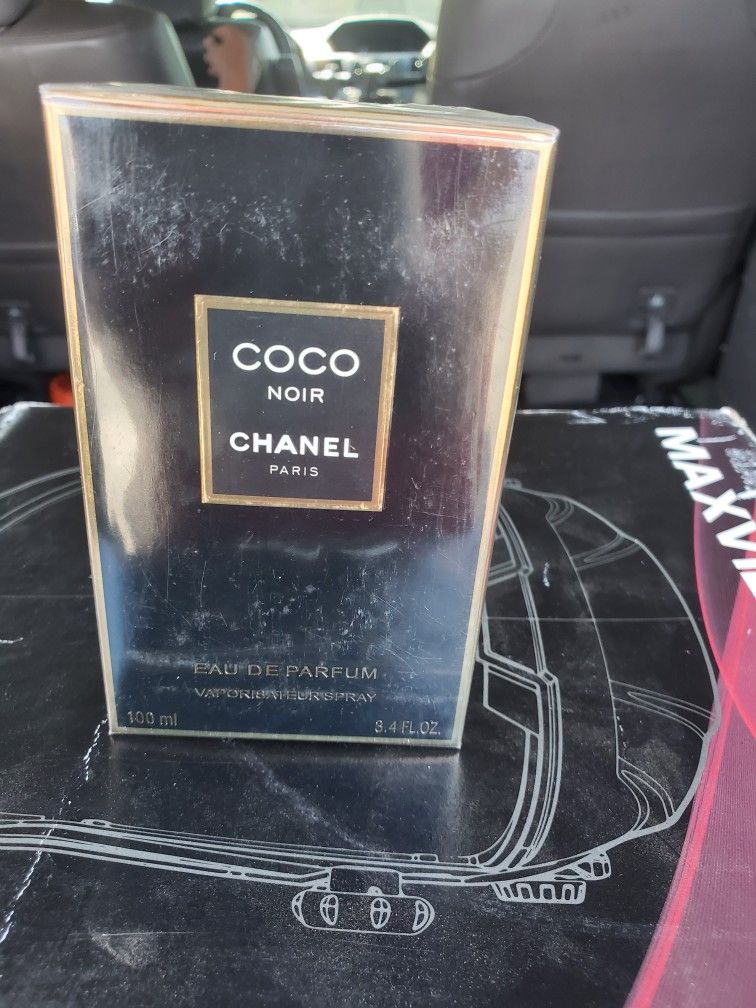 COCO
NOIR
CHANEL
PARIS
EAU DE PARFUM
VAPORISATEUR SPRAY
100 ml
3.4 FL.OZ.